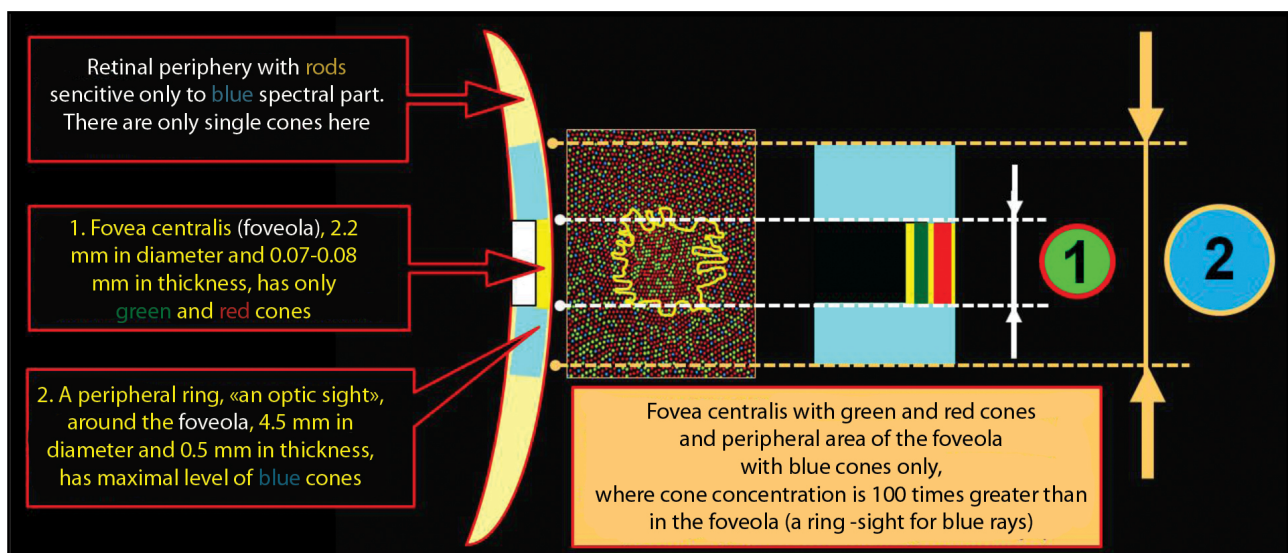 Retinal periphery with rods
sencitive only to blue spectral part.
There are only single cones here
1. Fovea centralis (foveola), 2.2
mm in diameter and 0.07-0.08
mm in thickness, has only
green and red cones
2. A peripheral ring, «an optic sight»,
around the foveola, 4.5 mm in
diameter and 0.5 mm in thickness,
has maximal level of blue cones
1
2
Fovea centralis with green and red cones
and peripheral area of the foveola
with blue cones only,
where cone concentration is 100 times greater than
in the foveola (a ring -sight for blue rays)